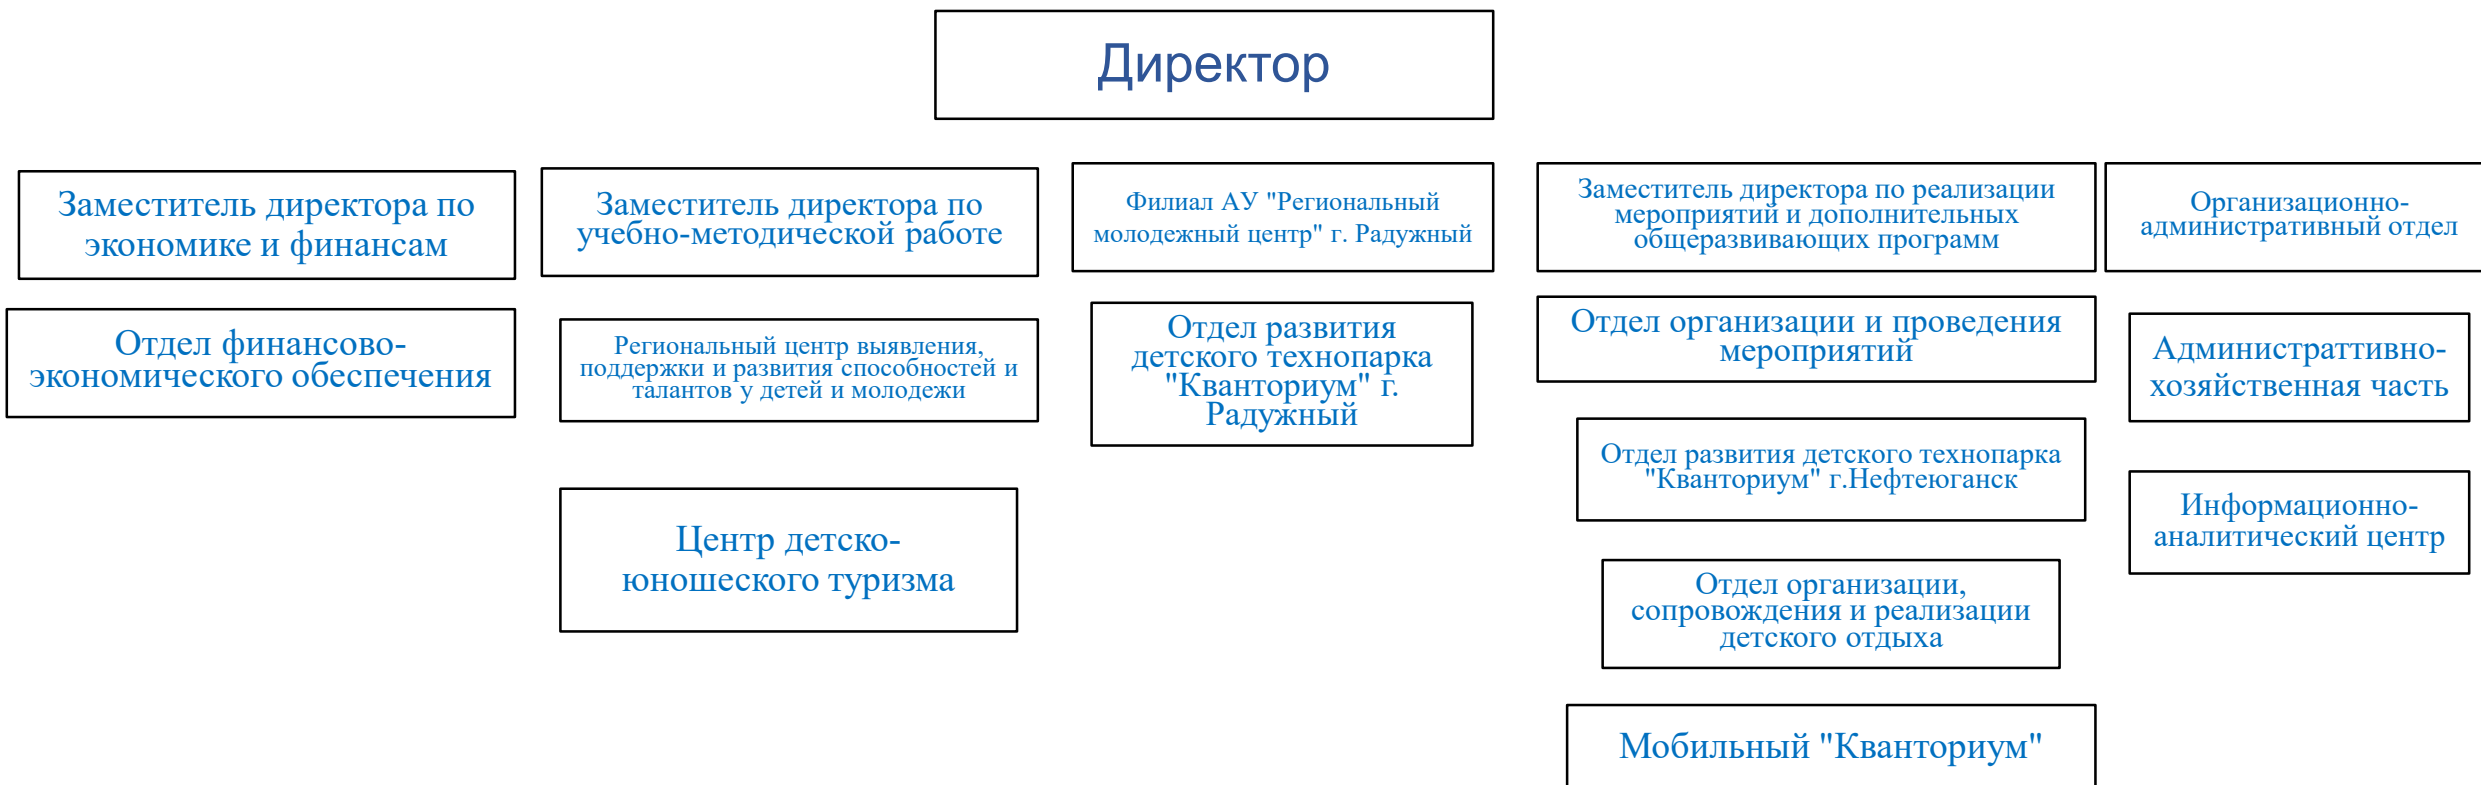 Директор
Заместитель директора по
экономике и финансам
Заместитель директора по
учебно-методической работе
Филиал АУ "Региональный
молодежный центр" г. Радужный
Заместитель директора по реализации
мероприятий и дополнительных
общеразвивающих программ
Организационно-
административный отдел
Отдел финансово-
экономического обеспечения
Региональный центр выявления,
поддержки и развития способностей и
талантов у детей и молодежи
Отдел развития
детского технопарка
"Кванториум" г.
Радужный
Отдел организации и проведения
мероприятий
Администраттивно-
хозяйственная часть
Отдел развития детского технопарка
"Кванториум" г.Нефтеюганск
Информационно-
аналитический центр
Центр детско-
юношеского туризма
Отдел организации,
сопровождения и реализации
детского отдыха
Мобильный "Кванториум"